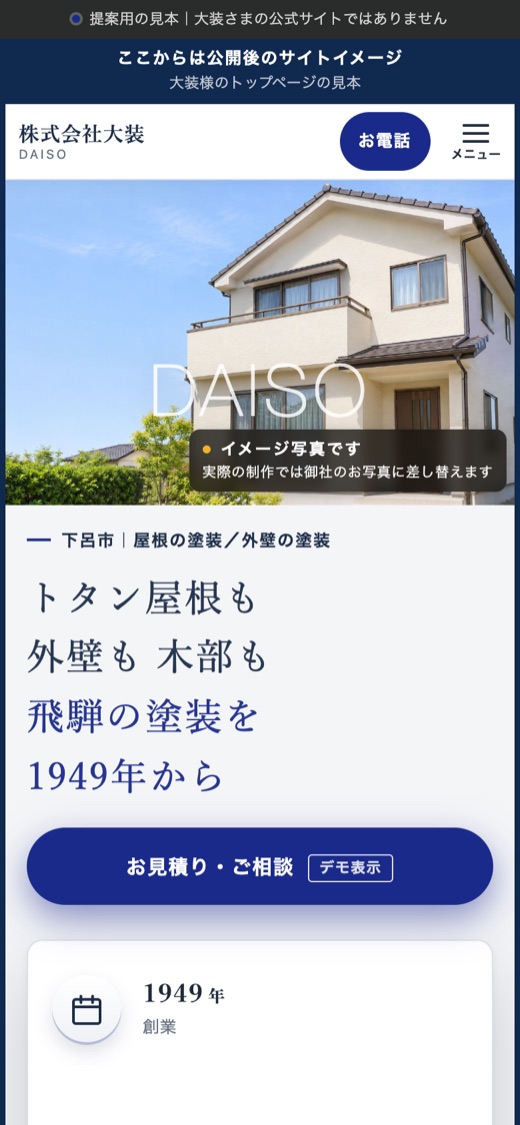 提案用の見本｜大装さまの公式サイトではありません
ここからは公開後のサイトイメージ
大装様のトップページの見本
株式会社大装
DAISO
お電話
メニュー
DAISO
イメージ写真です
実際の制作では御社のお写真に差し替えます
下呂市｜屋根の塗装／外壁の塗装
トタン屋根も
外壁も 木部も
飛騨の塗装を
1949年から
お見積り・ご相談 デモ表示
1949 年
創業